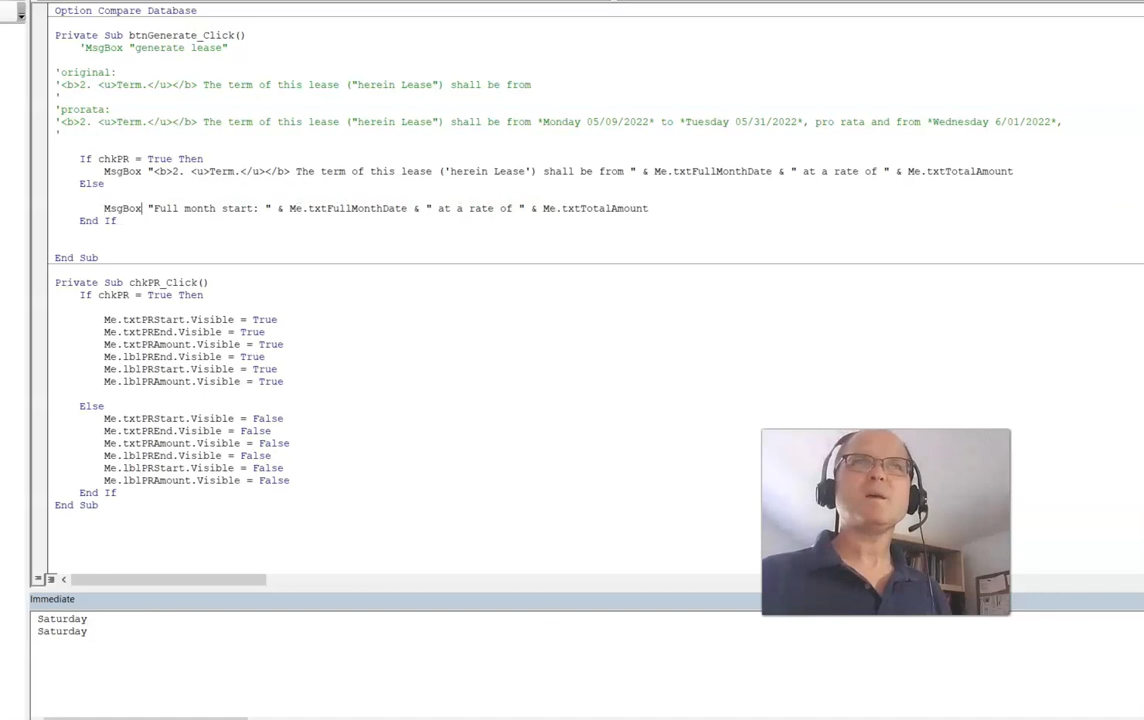 Option Compare Database
Private Sub btnGenerate_Click()
'MsgBox "generate lease"
'original:
'<b>2. <u>Term.</u></b> The term of this lease ("herein Lease") shall be from
'
'prorata:
'<b>2. <u>Term.</u></b> The term of this lease ("herein Lease") shall be from *Monday 05/09/2022* to *Tuesday 05/31/2022*, pro rata and from *Wednesday 6/01/2022*,
'
If chkPR = True Then
MsgBox "<b>2. <u>Term.</u></b> The term of this lease ('herein Lease') shall be from " & Me.txtFullMonthDate & " at a rate of " & Me.txtTotalAmount
Else
MsgBox "Full month start: " & Me.txtFullMonthDate & " at a rate of " & Me.txtTotalAmount
End If
End Sub
Private Sub chkPR_Click()
If chkPR = True Then
Me.txtPRStart.Visible = True
Me.txtPREnd.Visible = True
Me.txtPRAmount.Visible = True
Me.lblPREnd.Visible = True
Me.lblPRStart.Visible = True
Me.lblPRAmount.Visible = True
Else
Me.txtPRStart.Visible = False
Me.txtPREnd.Visible = False
Me.txtPRAmount.Visible = False
Me.lblPREnd.Visible = False
Me.lblPRStart.Visible = False
Me.lblPRAmount.Visible = False
End If
End Sub
Immediate
Saturday
Saturday